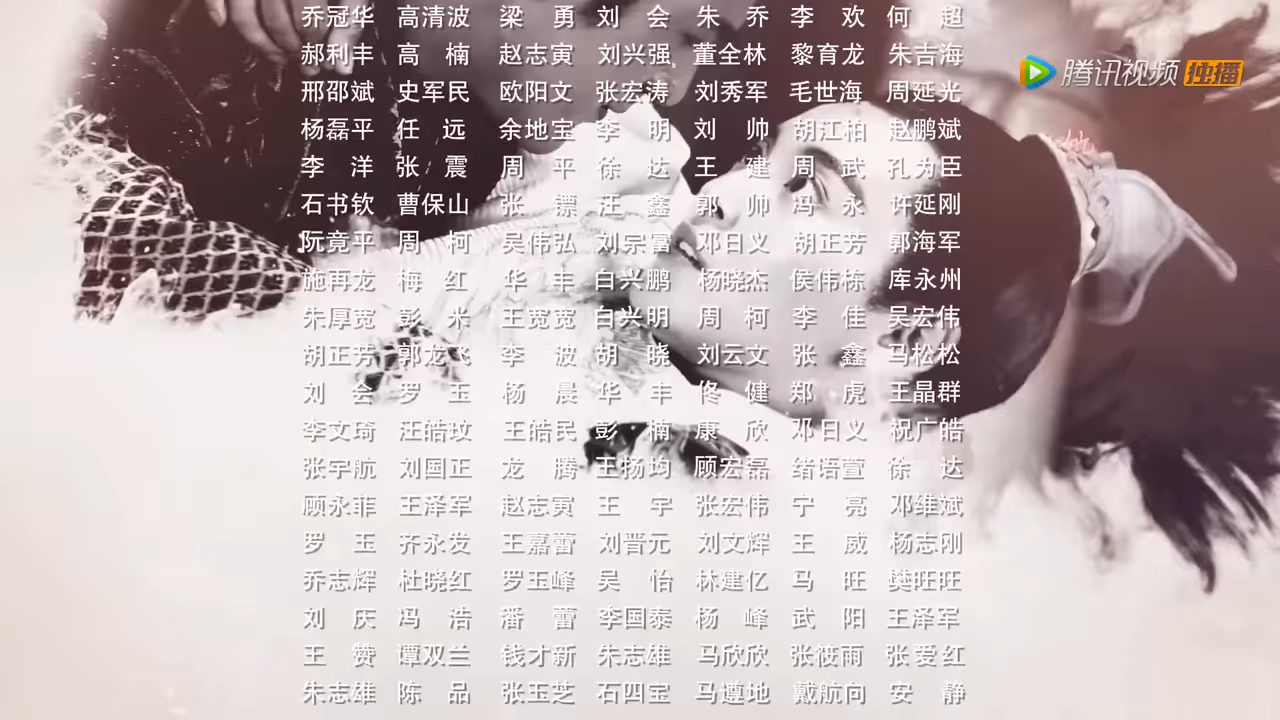 乔冠华 高清波 梁勇 刘会 朱乔 李欢 何超
郝利丰 高楠 赵志寅 刘兴强 董全林 黎育龙 朱吉海
腾讯视频 独播
邢邵斌 史军民 欧阳文 张宏涛 刘秀军 毛世海 周延光
杨磊平 任远 余地宝 李明 刘帅 胡江柏 赵鹏斌
李洋 张震 周平 徐达 王建 周武 孔为臣
石书钦 曹保山 张镖 汪鑫 郭帅 冯永 许延刚
阮竟平 周柯 吴伟弘 刘宗富 邓日义 胡正芳 郭海军
施再龙 梅红 华丰 白兴鹏 杨晓杰 侯伟栋 库永州
朱厚宽 彭米 王宽宽 白兴明 周柯 李佳 吴宏伟
胡正芳 郭龙飞 李波 胡晓 刘云文 张鑫 马松松
刘会 罗玉 杨晨 华丰 佟健 郑虎 王晶群
李文琦 汪皓玟 王皓民 彭楠 康欣 邓日义 祝广皓
张宇航 刘国正 龙腾 王扬均 顾宏磊 绪语萱 徐达
顾永菲 王泽军 赵志寅 王宇 张宏伟 宁亮 邓维斌
罗玉 齐永发 王嘉蕾 刘晋元 刘文辉 王威 杨志刚
乔志辉 杜晓红 罗玉峰 吴怡 林建亿 马旺 樊旺旺
刘庆 冯浩 潘蕾 李国泰 杨峰 武阳 王泽军
王赞 谭双兰 钱才新 朱志雄 马欣欣 张筱雨 张爱红
朱志雄 陈品 张玉芝 石四宝 马遵地 戴航向 安静